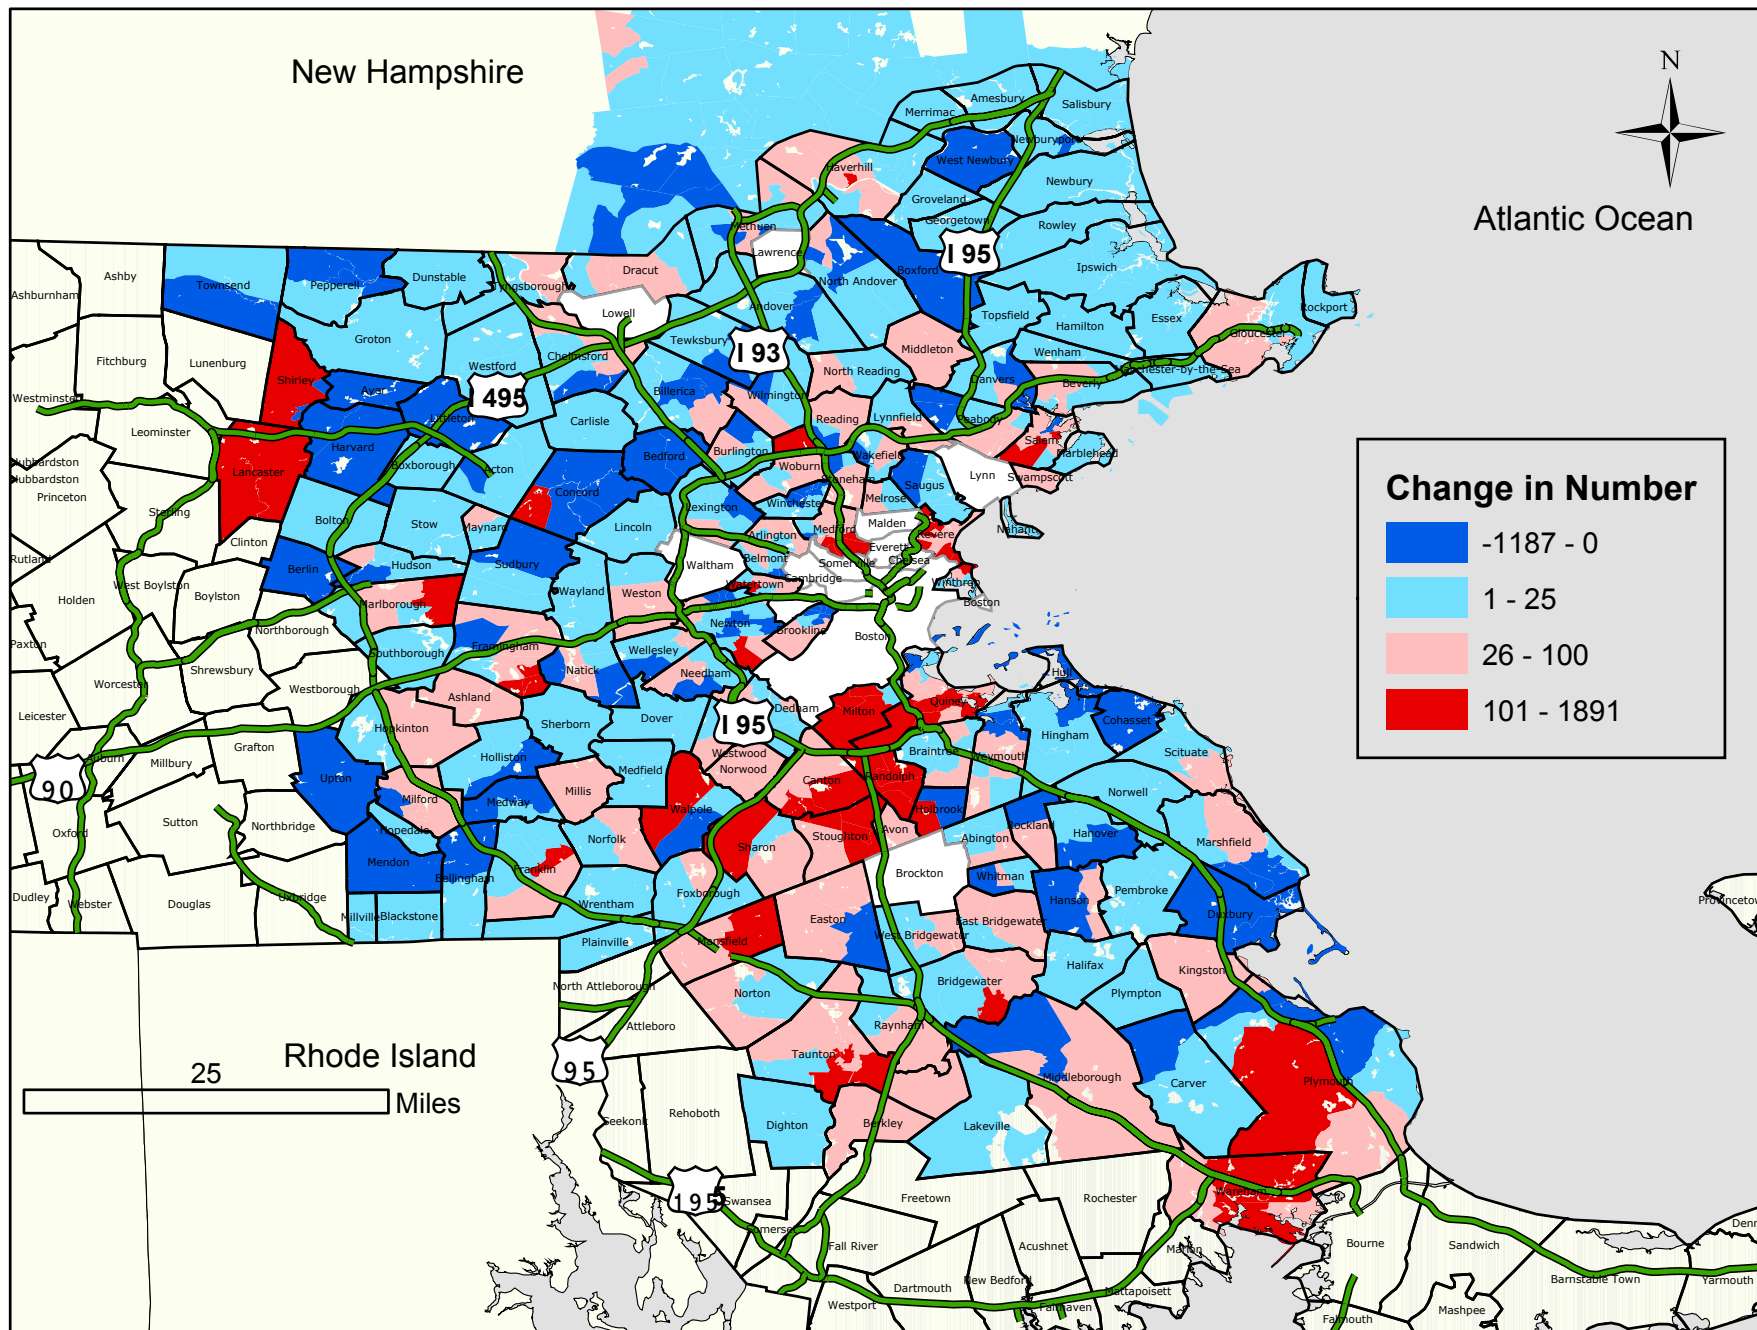 New Hampshire
N
Atlantic Ocean
Amesbury
Salisbury
Merrimac
Newburyport
West Newbury
Haverhill
Newbury
Groveland
Georgetown
Rowley
Methuen
Lawrence
I 95
Ipswich
Boxford
North Andover
Andover
Dracut
Tyngsborough
Dunstable
Pepperell
Townsend
Ashby
Ashburnham
Lowell
Rockport
Essex
Gloucester
Topsfield
Hamilton
Wenham
Manchester-by-the-Sea
Beverly
Danvers
Middleton
Tewksbury
I 93
North Reading
Chelmsford
Westford
Groton
Lunenburg
Fitchburg
Westminster
Shirley
Ayer
I 495
Littleton
Carlisle
Billerica
Wilmington
Reading
Lynnfield
Peabody
Salem
Marblehead
Leominster
Harvard
Lancaster
Boxborough
Acton
Concord
Bedford
Burlington
Woburn
Wakefield
Stoneham
Saugus
Lynn
Swampscott
Hubbardston
Hubbardston
Princeton
Sterling
Bolton
Stow
Maynard
Lincoln
Lexington
Winchester
Melrose
Medford
Malden
Revere
Nahant
Clinton
Arlington
Everett
Chelsea
Rutland
Berlin
Hudson
Sudbury
Waltham
Belmont
Somerville
Cambridge
Watertown
Winthrop
Boston
West Boylston
Boylston
Holden
Marlborough
Wayland
Weston
Northborough
Newton
Brookline
Boston
Paxton
Southborough
Framingham
Wellesley
Natick
Needham
Shrewsbury
Westborough
Worcester
Leicester
Ashland
Hopkinton
Sherborn
Dover
I 95
Dedham
Milton
Quincy
Hull
Cohasset
Hingham
Scituate
Grafton
Auburn
Millbury
90
Upton
Holliston
Medfield
Westwood
Norwood
Canton
Randolph
Braintree
Weymouth
Norwell
Milford
Medway
Millis
Walpole
Holbrook
Oxford
Sutton
Northbridge
Hopedale
Norfolk
Sharon
Stoughton
Avon
Abington
Rockland
Hanover
Marshfield
Mendon
Bellingham
Franklin
Foxborough
Brockton
Whitman
Hanson
Pembroke
Dudley
Webster
Douglas
Uxbridge
Millville
Blackstone
Wrentham
Easton
East Bridgewater
West Bridgewater
Duxbury
Plainville
Mansfield
Halifax
Kingston
North Attleborough
Norton
Bridgewater
Plympton
Attleboro
Raynham
Rhode Island
95
Taunton
Middleborough
Carver
Plymouth
25
Miles
Seekonk
Rehoboth
Dighton
Berkley
Lakeville
195
Swansea
Freetown
Rochester
Wareham
Somerset
Fall River
Acushnet
Marion
Bourne
Sandwich
Dartmouth
New Bedford
Mattapoisett
Barnstable Town
Yarmouth
Westport
Fairhaven
Falmouth
Mashpee
Change in Number
-1187 - 0
1 - 25
26 - 100
101 - 1891